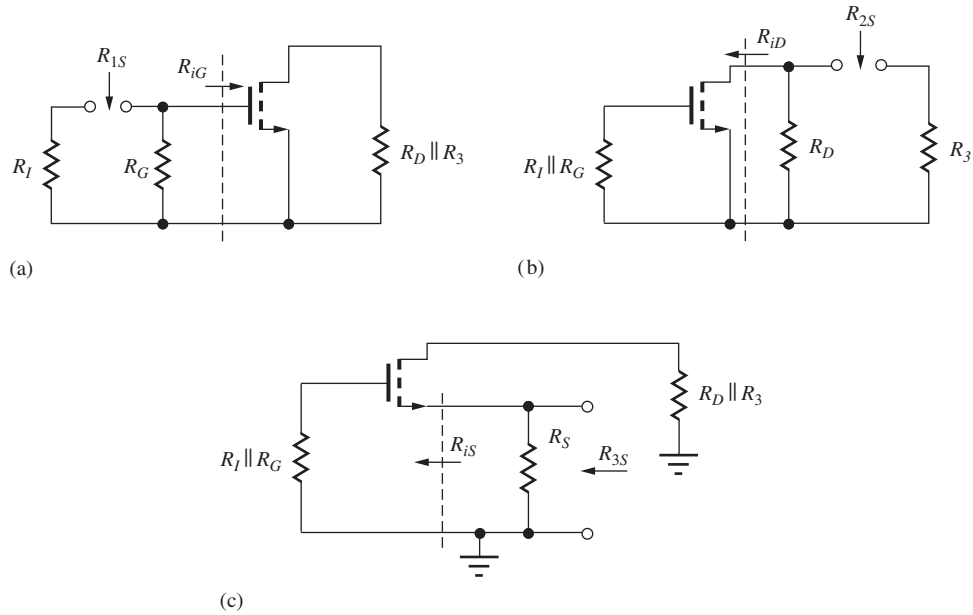 R1S
RiG
RI
RG
RD || R3
(a)
R2S
RiD
RI || RG
RD
R3
(b)
RI || RG
RiS
RS
R3S
RD || R3
(c)